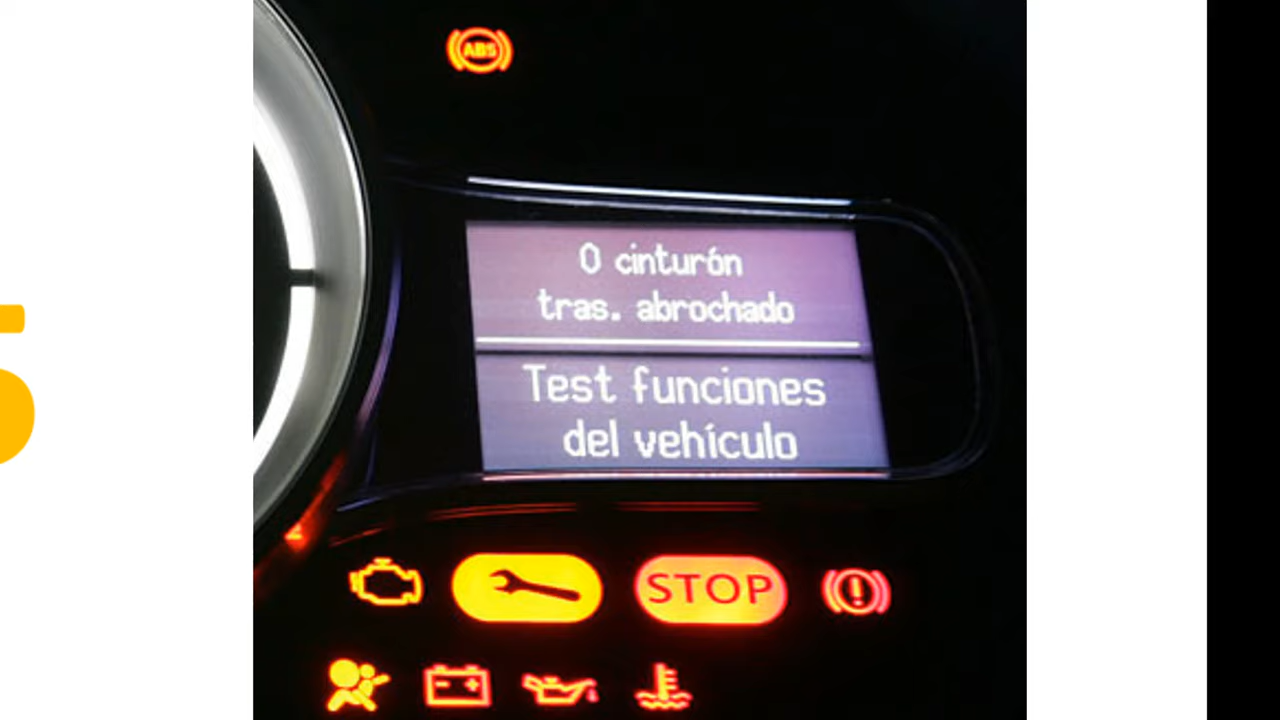 ABS
0 cinturón
tras. abrochado
Test funciones
del vehículo
STOP